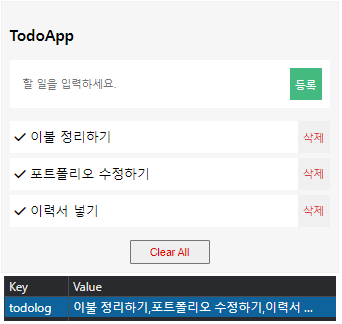 TodoApp
할 일을 입력하세요.
등록
이불 정리하기
삭제
포트폴리오 수정하기
삭제
이력서 넣기
삭제
Clear All
Key Value
todolog 이불 정리하기,포트폴리오 수정하기,이력서 ...